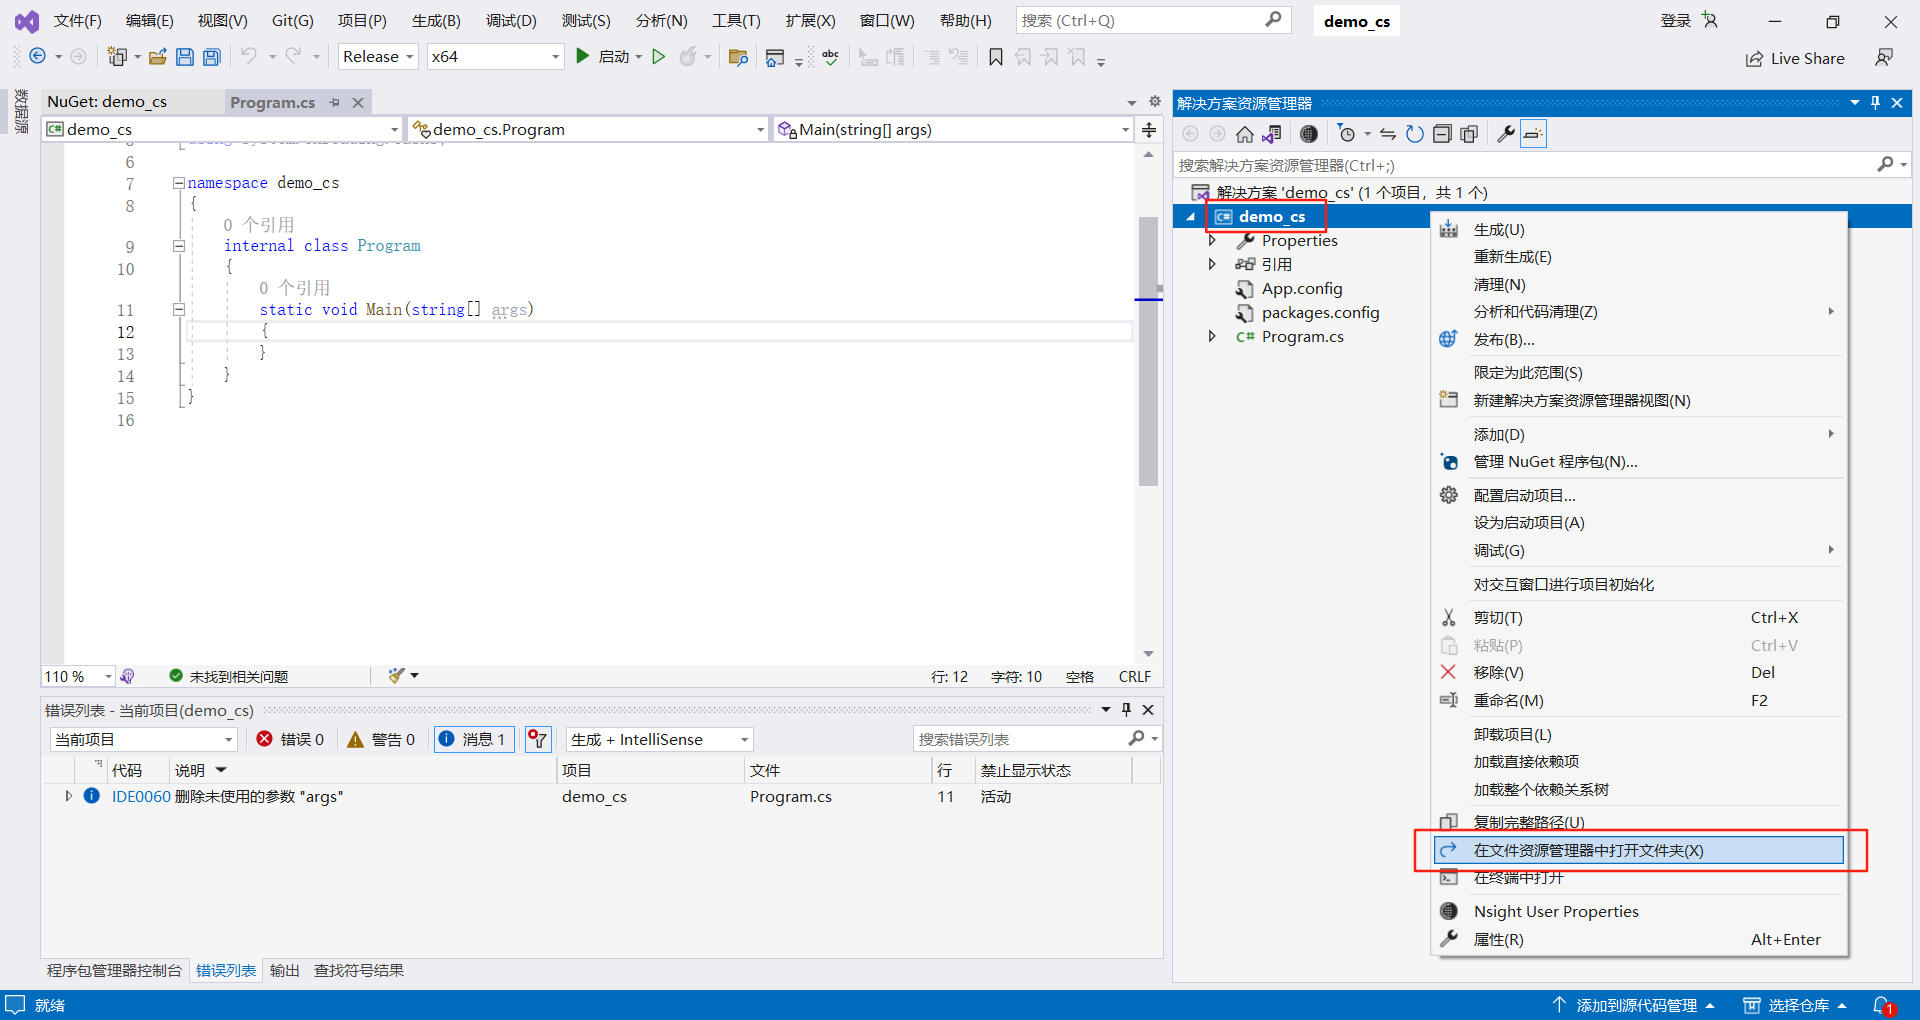 文件(F) 编辑(E) 视图(V) Git(G) 项目(P) 生成(B) 调试(D) 测试(S) 分析(N) 工具(T) 扩展(X) 窗口(W) 帮助(H) 搜索 (Ctrl+Q) demo_cs 登录
Release x64 启动 abc Live Share
数据源
NuGet: demo_cs Program.cs
demo_cs demo_cs.Program Main(string[] args)
6
7 namespace demo_cs
8 {
0 个引用
9 internal class Program
10 {
0 个引用
11 static void Main(string[] args)
12 {
13 }
14 }
15 }
16
110 % 未找到相关问题 行: 12 字符: 10 空格 CRLF
错误列表 - 当前项目(demo_cs)
当前项目 错误 0 警告 0 消息 1 生成 + IntelliSense 搜索错误列表
代码 说明 项目 文件 行 禁止显示状态
IDE0060 删除未使用的参数 "args" demo_cs Program.cs 11 活动
程序包管理器控制台 错误列表 输出 查找符号结果
解决方案资源管理器
搜索解决方案资源管理器(Ctrl+;)
解决方案 'demo_cs' (1 个项目，共 1 个)
demo_cs
Properties
引用
App.config
packages.config
C# Program.cs
生成(U)
重新生成(E)
清理(N)
分析和代码清理(Z)
发布(B)...
限定为此范围(S)
新建解决方案资源管理器视图(N)
添加(D)
管理 NuGet 程序包(N)...
配置启动项目...
设为启动项目(A)
调试(G)
对交互窗口进行项目初始化
剪切(T) Ctrl+X
粘贴(P) Ctrl+V
移除(V) Del
重命名(M) F2
卸载项目(L)
加载直接依赖项
加载整个依赖关系树
复制完整路径(U)
在文件资源管理器中打开文件夹(X)
在终端中打开
Nsight User Properties
属性(R) Alt+Enter
就绪 添加到源代码管理 选择仓库 1